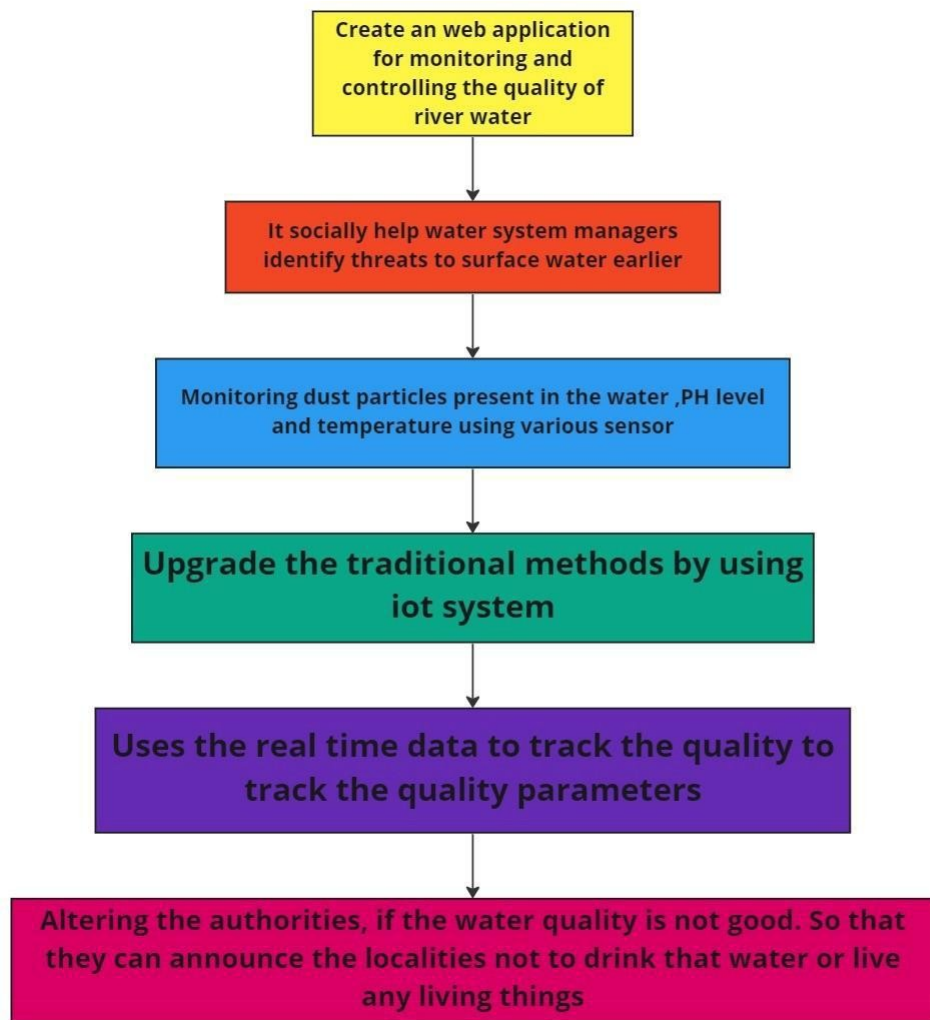 Create an web application
for monitoring and
controlling the quality of
river water
It socially help water system managers
identify threats to surface water earlier
Monitoring dust particles present in the water ,PH level
and temperature using various sensor
Upgrade the traditional methods by using
iot system
Uses the real time data to track the quality to
track the quality parameters
Altering the authorities, if the water quality is not good. So that
they can announce the localities not to drink that water or live
any living things